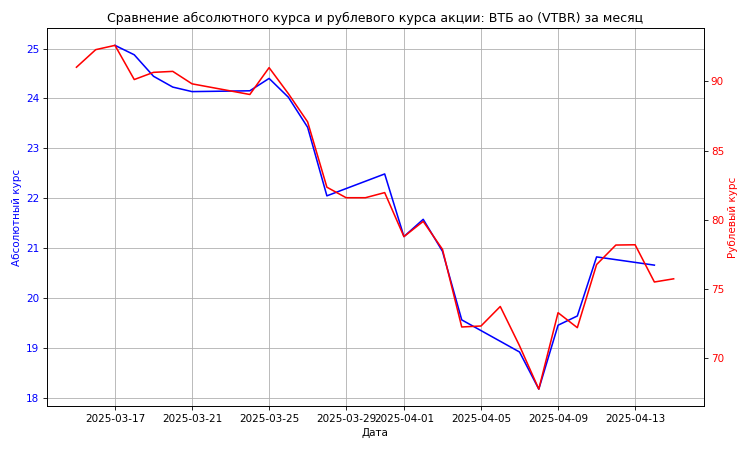 Сравнение абсолютного курса и рублевого курса акции: ВТБ ао (VTBR) за месяц
25
24
23
22
21
20
19
18
Абсолютный курс
90
85
80
75
70
Рублевый курс
2025-03-17 2025-03-21 2025-03-25 2025-03-29 2025-04-01 2025-04-05 2025-04-09 2025-04-13
Дата